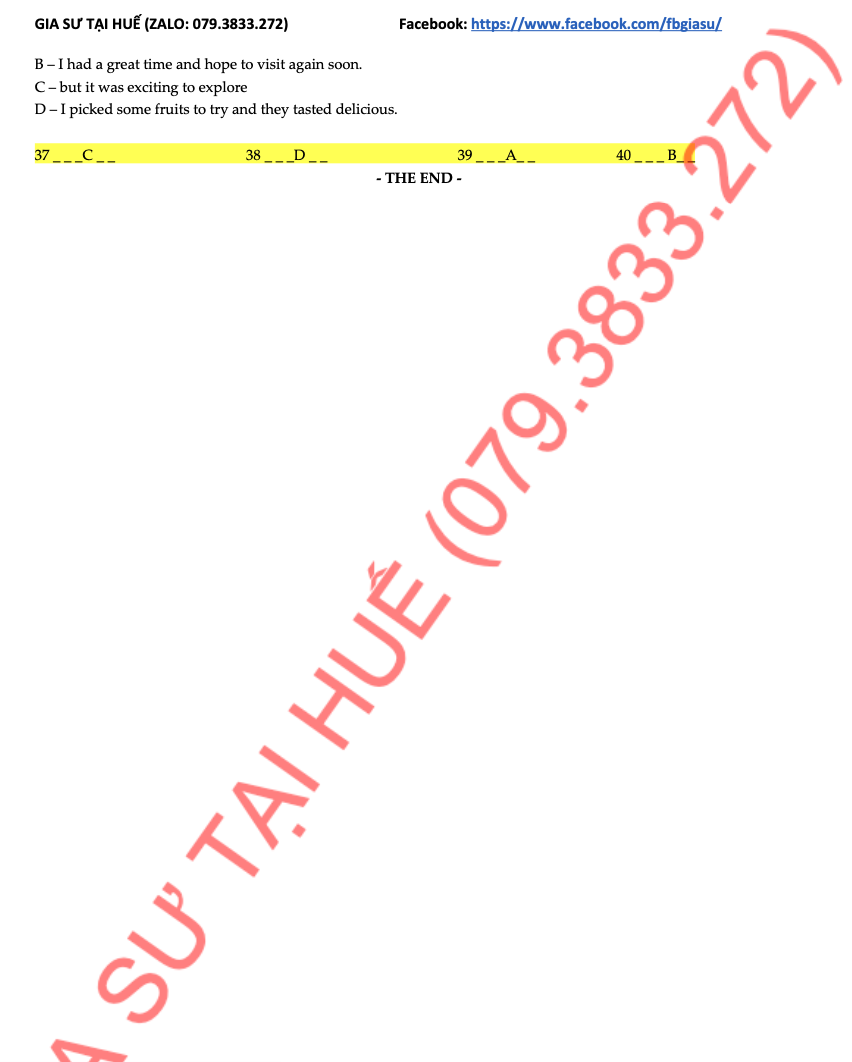 GIA SƯ TẠI HUẾ (ZALO: 079.3833.272) Facebook: https://www.facebook.com/fbgiasu/
B – I had a great time and hope to visit again soon.
C – but it was exciting to explore
D – I picked some fruits to try and they tasted delicious.
37 _ _ _C _ _ 38 _ _ _D _ _ 39 _ _ _A_ _ 40 _ _ _ B_ _
- THE END -
A SƯ TẠI HUẾ (079.3833.272)